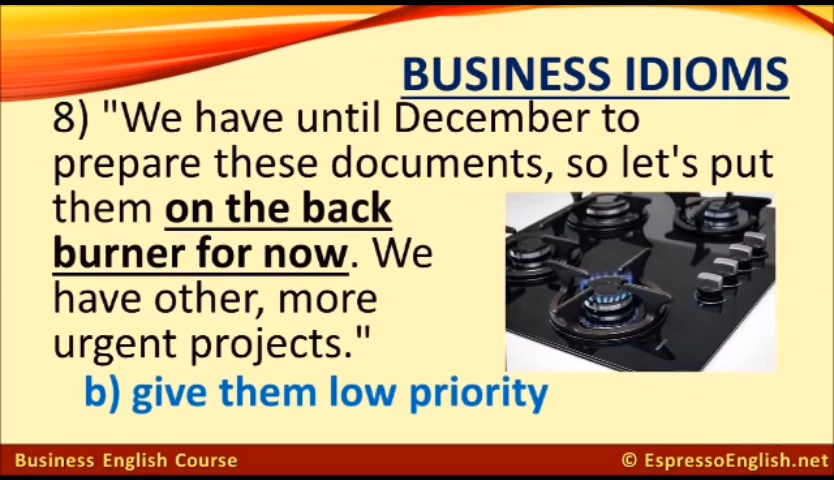 BUSINESS IDIOMS
8) "We have until December to
prepare these documents, so let's put
them on the back
burner for now. We
have other, more
urgent projects."
b) give them low priority
Business English Course
© EspressoEnglish.net